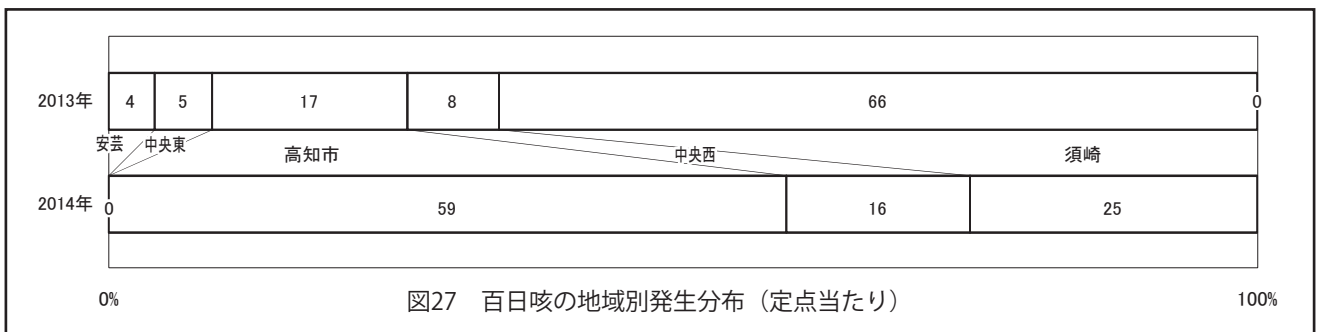 2013年 4 5 17 8 66 0
安芸 中央東 高知市 中央西 須崎
2014年 0 59 16 25
0% 100%
図27 百日咳の地域別発生分布（定点当たり）